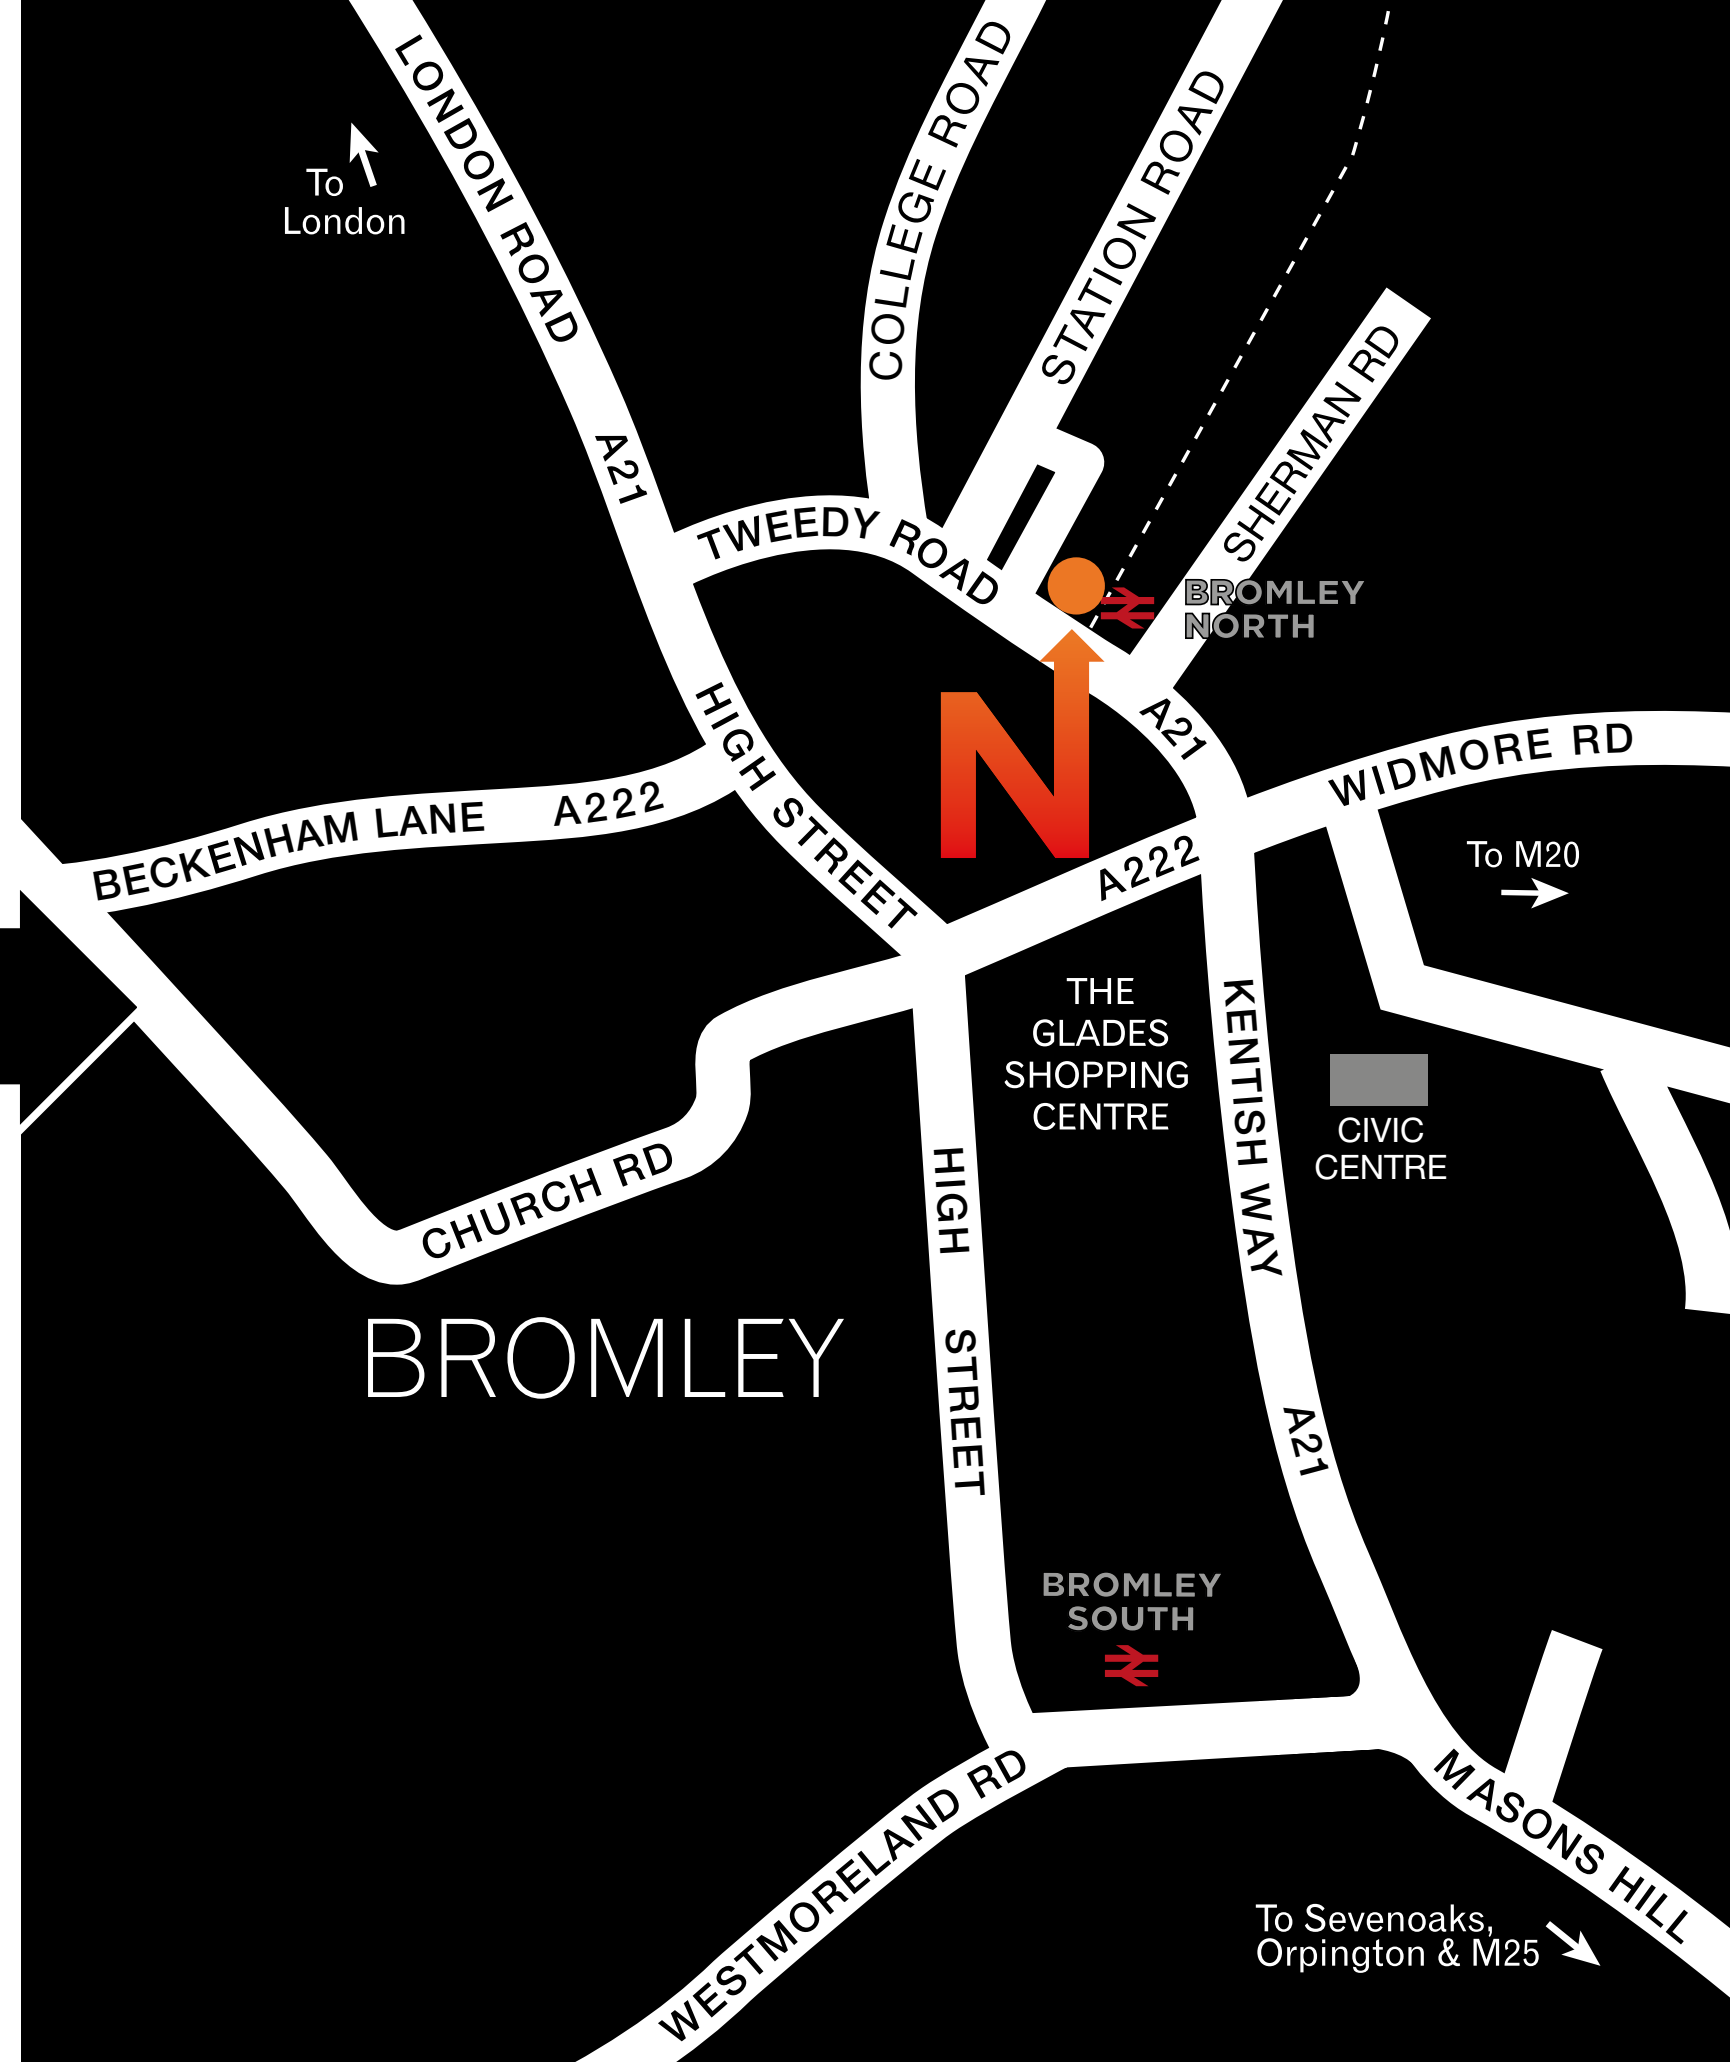 LONDON ROAD
COLLEGE ROAD
STATION ROAD
To
London
SHERMAN RD
A21
TWEEDY ROAD
BROMLEY
NORTH
N
A21
HIGH STREET
WIDMORE RD
BECKENHAM LANE A222
A222
To M20
THE
GLADES
SHOPPING
CENTRE
KENTISH WAY
CIVIC
CENTRE
CHURCH RD
HIGH STREET
BROMLEY
A21
BROMLEY
SOUTH
WESTMORELAND RD
MASONS HILL
To Sevenoaks,
Orpington & M25